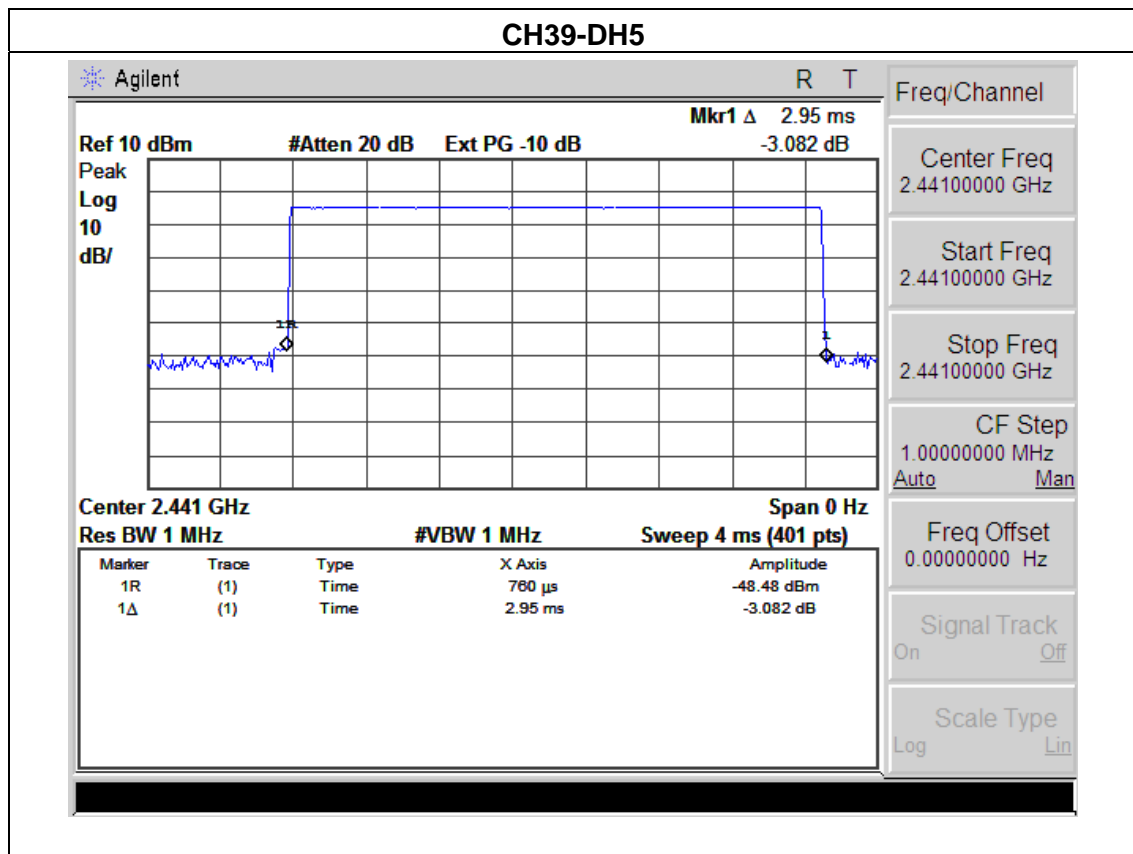 CH39-DH5
Agilent R T
Mkr1 Δ 2.95 ms
Ref 10 dBm #Atten 20 dB Ext PG -10 dB -3.082 dB
Peak
Log
10
dB/
1R
1
Center 2.441 GHz Span 0 Hz
Res BW 1 MHz #VBW 1 MHz Sweep 4 ms (401 pts)
Marker Trace Type X Axis Amplitude
1R (1) Time 760 µs -48.48 dBm
1Δ (1) Time 2.95 ms -3.082 dB
Freq/Channel
Center Freq
2.44100000 GHz
Start Freq
2.44100000 GHz
Stop Freq
2.44100000 GHz
CF Step
1.00000000 MHz
Auto Man
Freq Offset
0.00000000 Hz
Signal Track
On Off
Scale Type
Log Lin